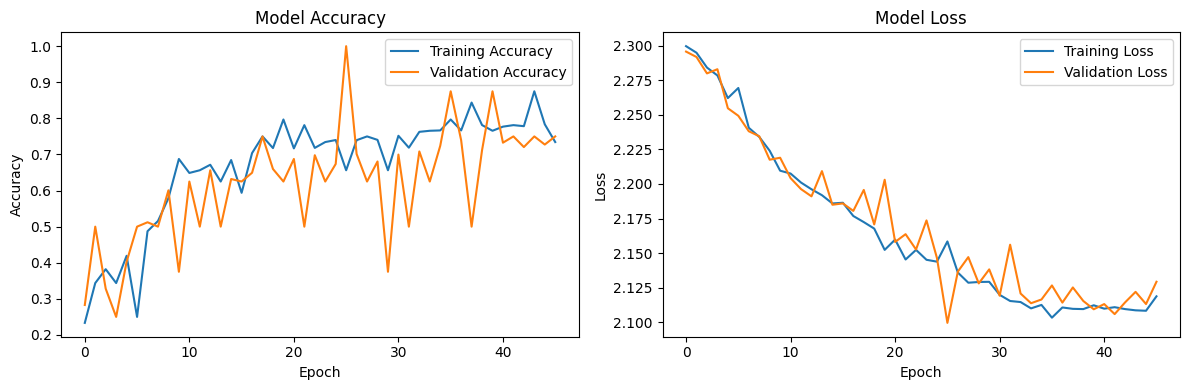 Model Accuracy
Training Accuracy
Validation Accuracy
Accuracy
1.0
0.9
0.8
0.7
0.6
0.5
0.4
0.3
0.2
0
10
20
30
40
Epoch
Model Loss
Training Loss
Validation Loss
Loss
2.300
2.275
2.250
2.225
2.200
2.175
2.150
2.125
2.100
0
10
20
30
40
Epoch